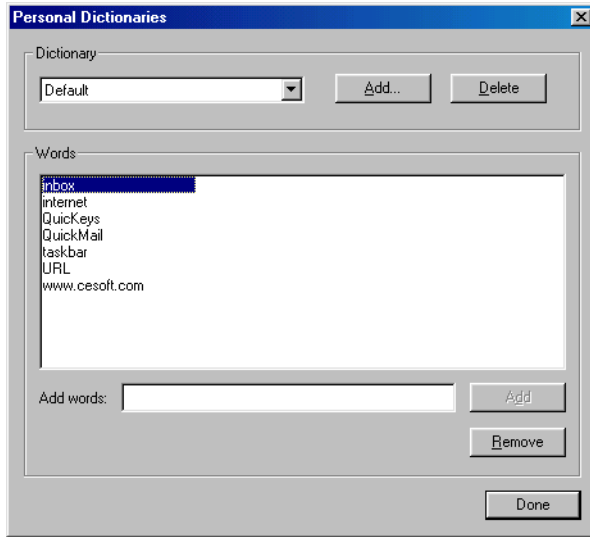 Personal Dictionaries
Dictionary
Default
Add...
Delete
Words
inbox
internet
QuicKeys
QuickMail
taskbar
URL
www.cesoft.com
Add words:
Add
Remove
Done